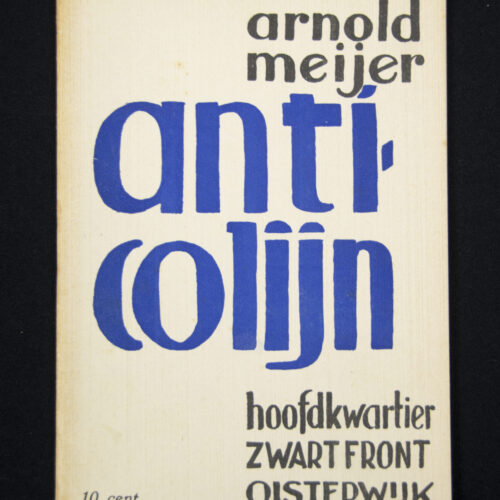 arnold
meijer
anti-
colijn
hoofdkwartier
ZWART FRONT
OISTERWIJK
10 cent